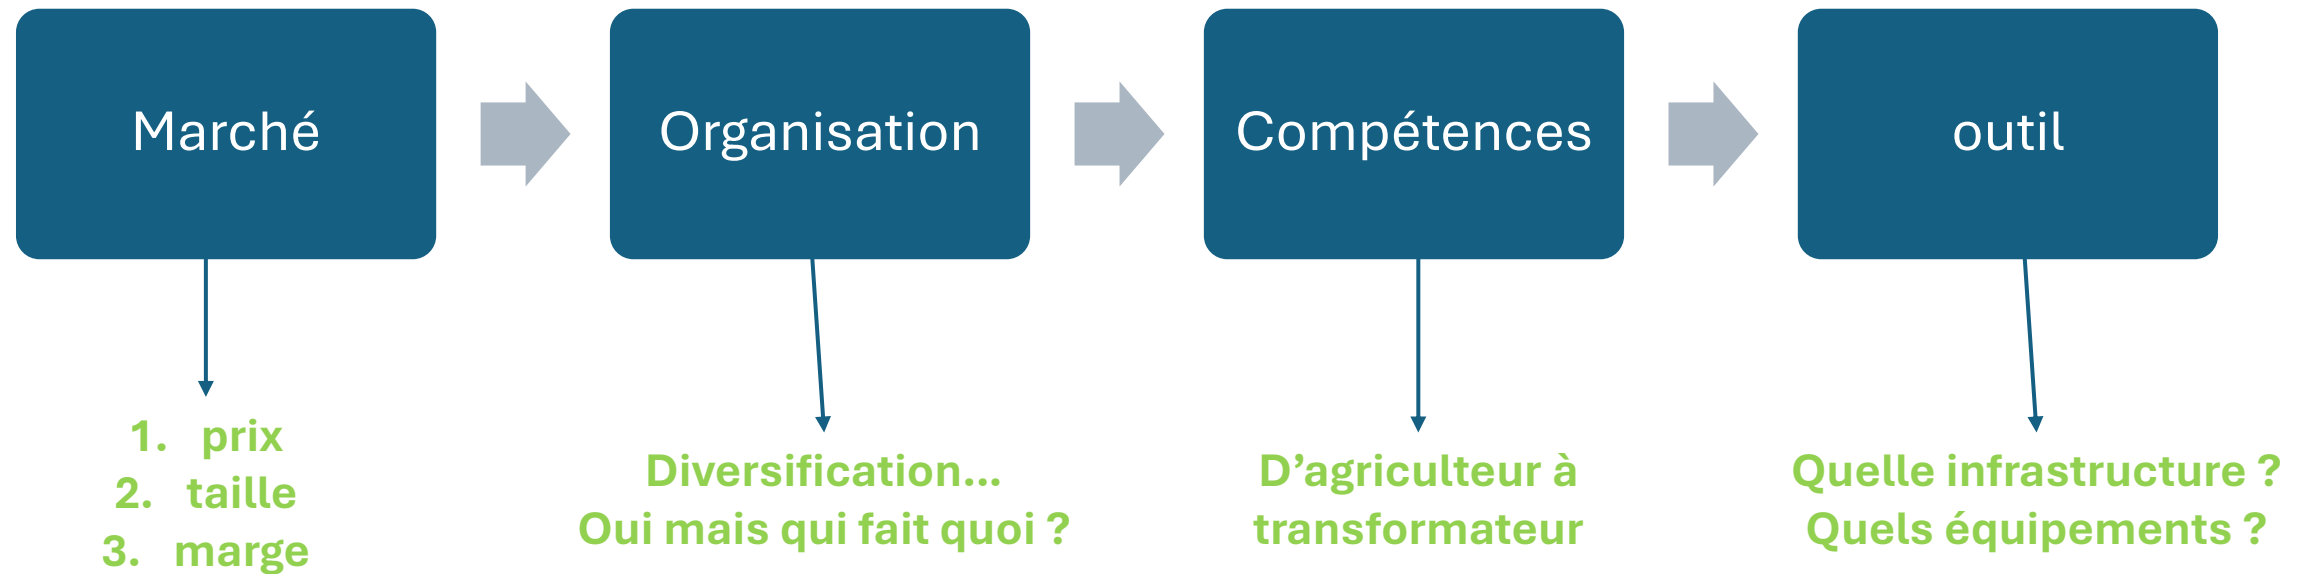 Marché
Organisation
Compétences
outil
1. prix
2. taille
3. marge
Diversification...
Oui mais qui fait quoi ?
D’agriculteur à
transformateur
Quelle infrastructure ?
Quels équipements ?